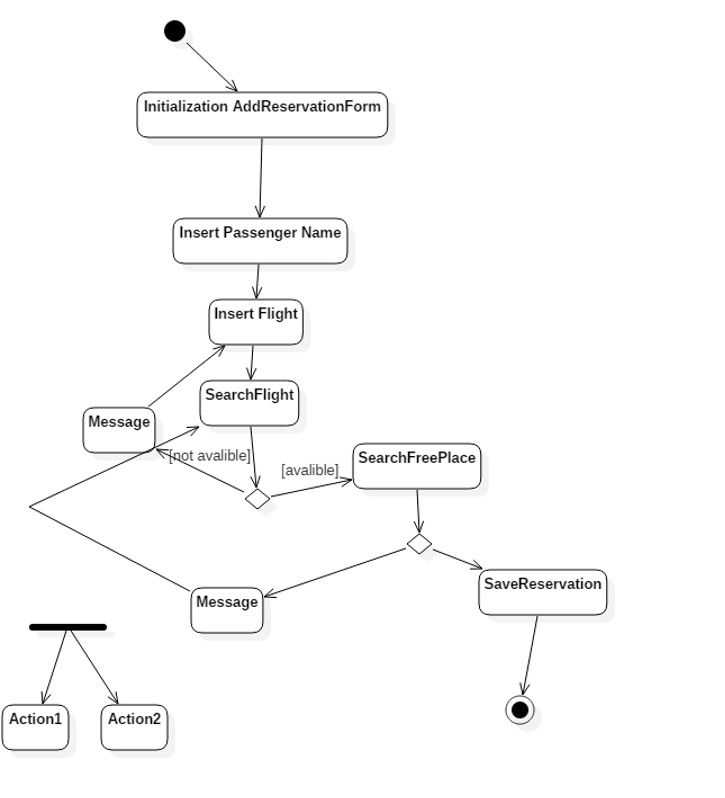 Initialization AddReservationForm
Insert Passenger Name
Insert Flight
SearchFlight
Message
[not avalible]
[avalible]
SearchFreePlace
SaveReservation
Message
Action1
Action2